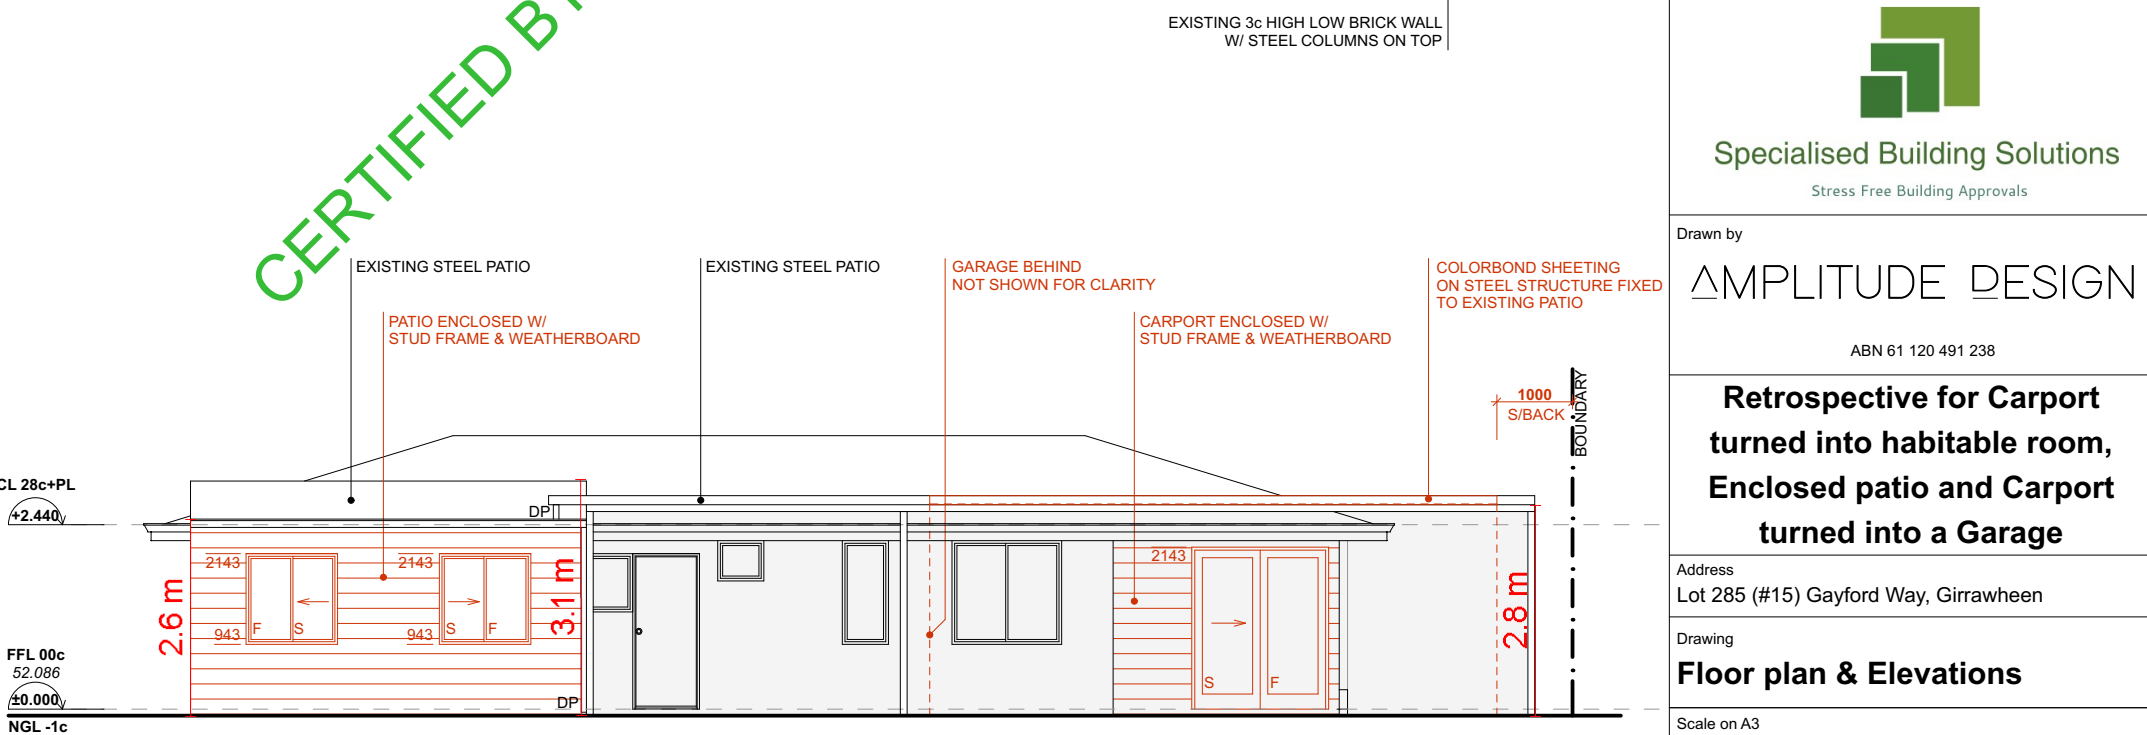 EXISTING 3c HIGH LOW BRICK WALL
W/ STEEL COLUMNS ON TOP
CERTIFIED B
EXISTING STEEL PATIO
PATIO ENCLOSED W/
STUD FRAME & WEATHERBOARD
EXISTING STEEL PATIO
GARAGE BEHIND
NOT SHOWN FOR CLARITY
CARPORT ENCLOSED W/
STUD FRAME & WEATHERBOARD
COLORBOND SHEETING
ON STEEL STRUCTURE FIXED
TO EXISTING PATIO
1000
S/BACK
BOUNDARY
CL 28c+PL
+2.440
DP
2143
2143
2143
2.6 m
3.1 m
2.8 m
943
F
S
943
S
F
S
F
FFL 00c
52.086
±0.000
DP
NGL -1c
Specialised Building Solutions
Stress Free Building Approvals
Drawn by
AMPLITUDE DESIGN
ABN 61 120 491 238
Retrospective for Carport
turned into habitable room,
Enclosed patio and Carport
turned into a Garage
Address
Lot 285 (#15) Gayford Way, Girrawheen
Drawing
Floor plan & Elevations
Scale on A3